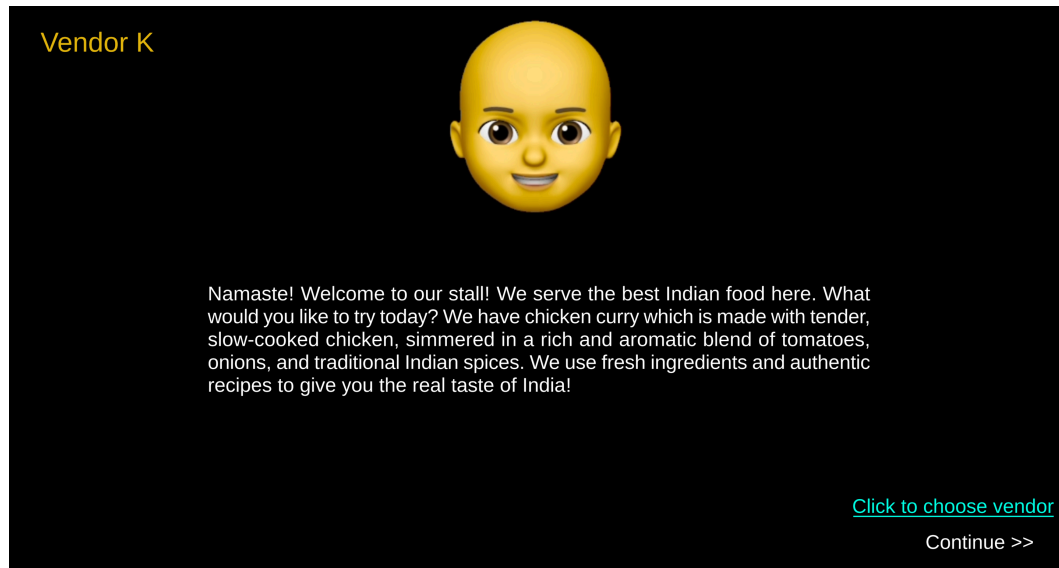 Vendor K
Namaste! Welcome to our stall! We serve the best Indian food here. What
would you like to try today? We have chicken curry which is made with tender,
slow-cooked chicken, simmered in a rich and aromatic blend of tomatoes,
onions, and traditional Indian spices. We use fresh ingredients and authentic
recipes to give you the real taste of India!
Click to choose vendor
Continue >>